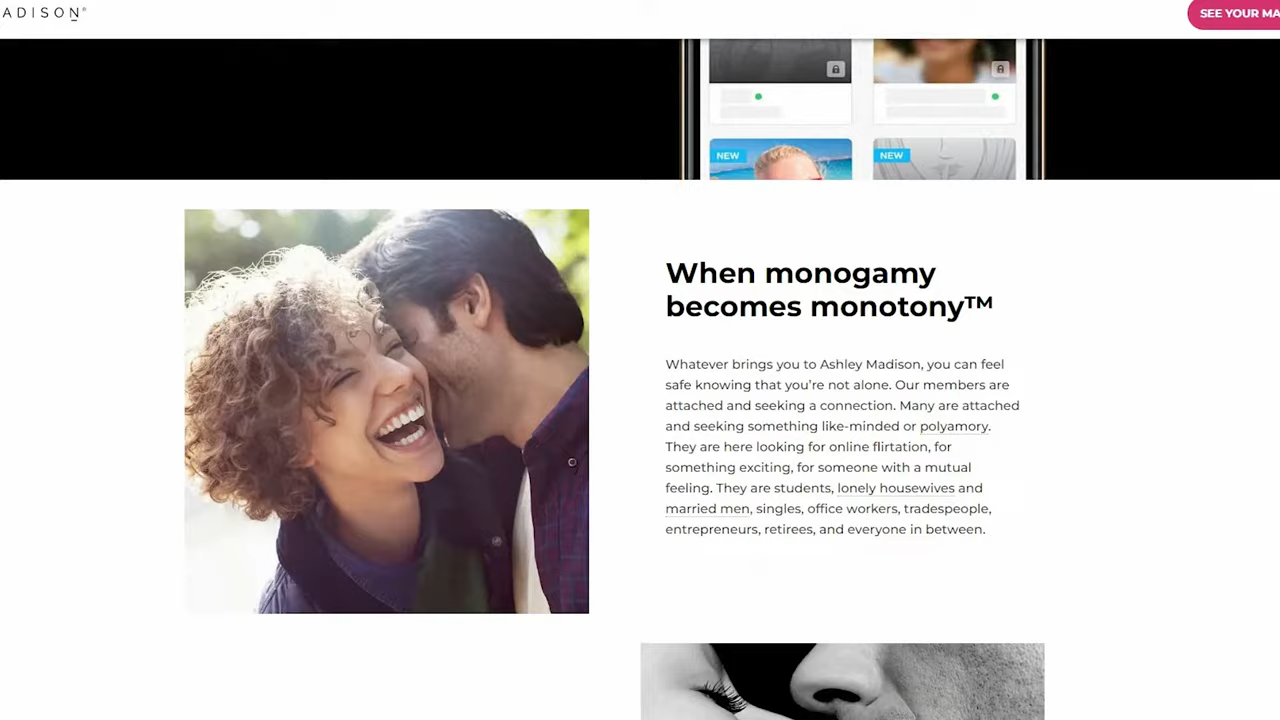 ADISON®
SEE YOUR MA
NEW
NEW
When monogamy
becomes monotony™
Whatever brings you to Ashley Madison, you can feel
safe knowing that you're not alone. Our members are
attached and seeking a connection. Many are attached
and seeking something like-minded or polyamory.
They are here looking for online flirtation, for
something exciting, for someone with a mutual
feeling. They are students, lonely housewives and
married men, singles, office workers, tradespeople,
entrepreneurs, retirees, and everyone in between.